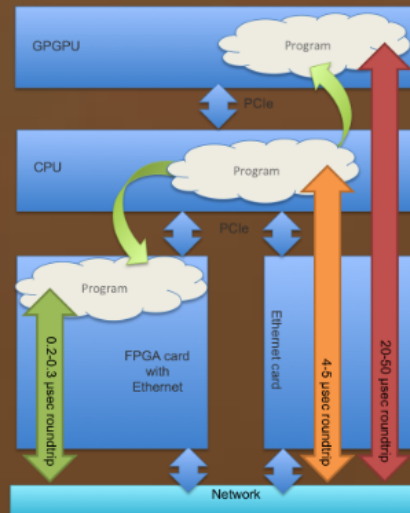 GPGPU
Program
PCIe
CPU
Program
PCIe
Program
FPGA card
with
Ethernet
Ethernet card
0.2-0.3 µsec roundtrip
4-5 µsec roundtrip
20-50 µsec roundtrip
Network